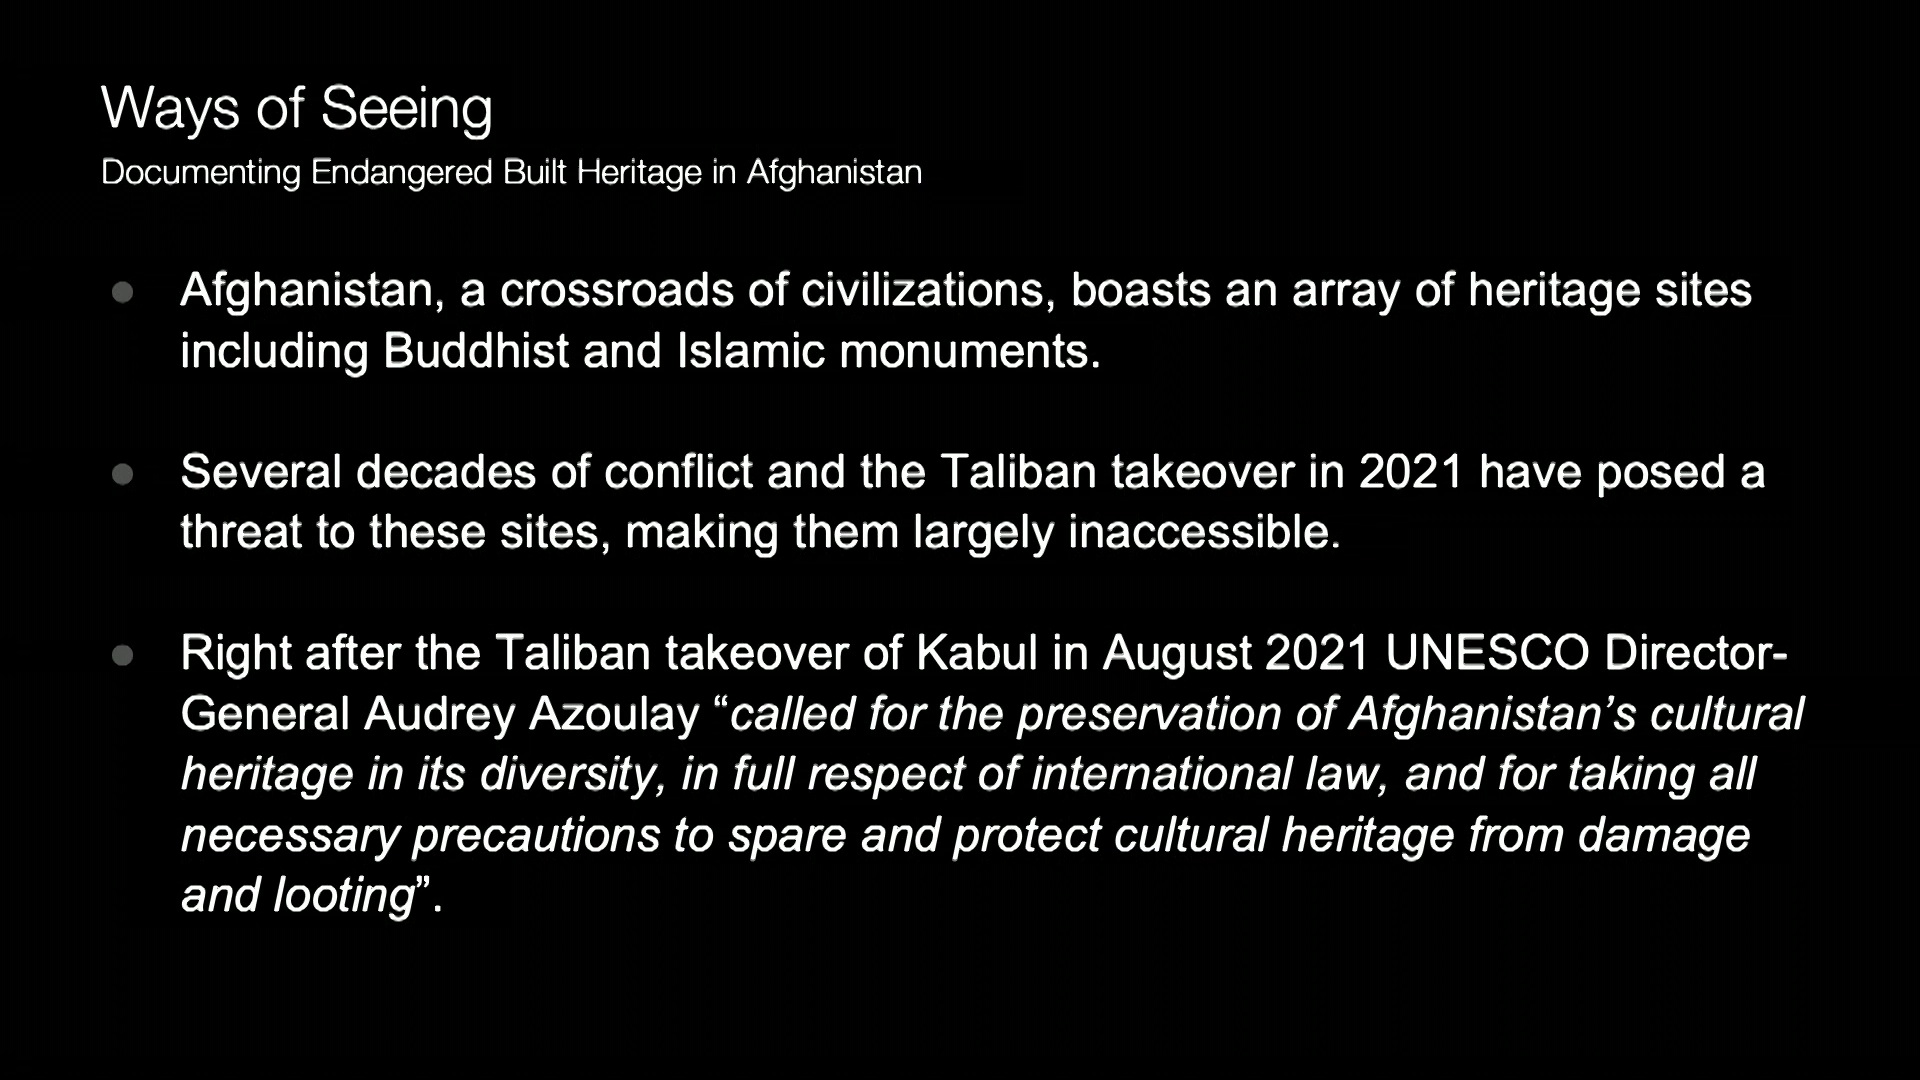 Ways of Seeing
Documenting Endangered Built Heritage in Afghanistan
● Afghanistan, a crossroads of civilizations, boasts an array of heritage sites
including Buddhist and Islamic monuments.
● Several decades of conflict and the Taliban takeover in 2021 have posed a
threat to these sites, making them largely inaccessible.
● Right after the Taliban takeover of Kabul in August 2021 UNESCO Director-
General Audrey Azoulay “called for the preservation of Afghanistan’s cultural
heritage in its diversity, in full respect of international law, and for taking all
necessary precautions to spare and protect cultural heritage from damage
and looting”.